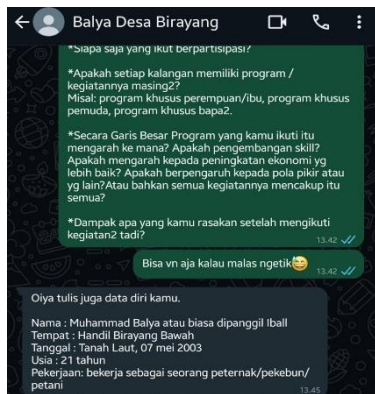 Balya Desa Birayang
*Siapa saja yang ikut berpartisipasi?
*Apakah setiap kalangan memiliki program /
kegiatannya masing2?
Misal: program khusus perempuan/ibu, program khusus
pemuda, program khusus bapa2.
*Secara Garis Besar Program yang kamu ikuti itu
mengarah ke mana? Apakah pengembangan skill?
Apakah mengarah kepada peningkatan ekonomi yg
lebih baik? Apakah berpengaruh kepada pola pikir atau
yg lain?Atau bahkan semua kegiatannya mencakup itu
semua?
*Dampak apa yang kamu rasakan setelah mengikuti
kegiatan2 tadi?
13.42
Bisa vn aja kalau malas ngetik😅
13.42
Oiya tulis juga data diri kamu.
Nama : Muhammad Balya atau biasa dipanggil Iball
Tempat : Handil Birayang Bawah
Tanggal : Tanah Laut, 07 mei 2003
Usia : 21 tahun
Pekerjaan: bekerja sebagai seorang peternak/pekebun/
petani
13.45